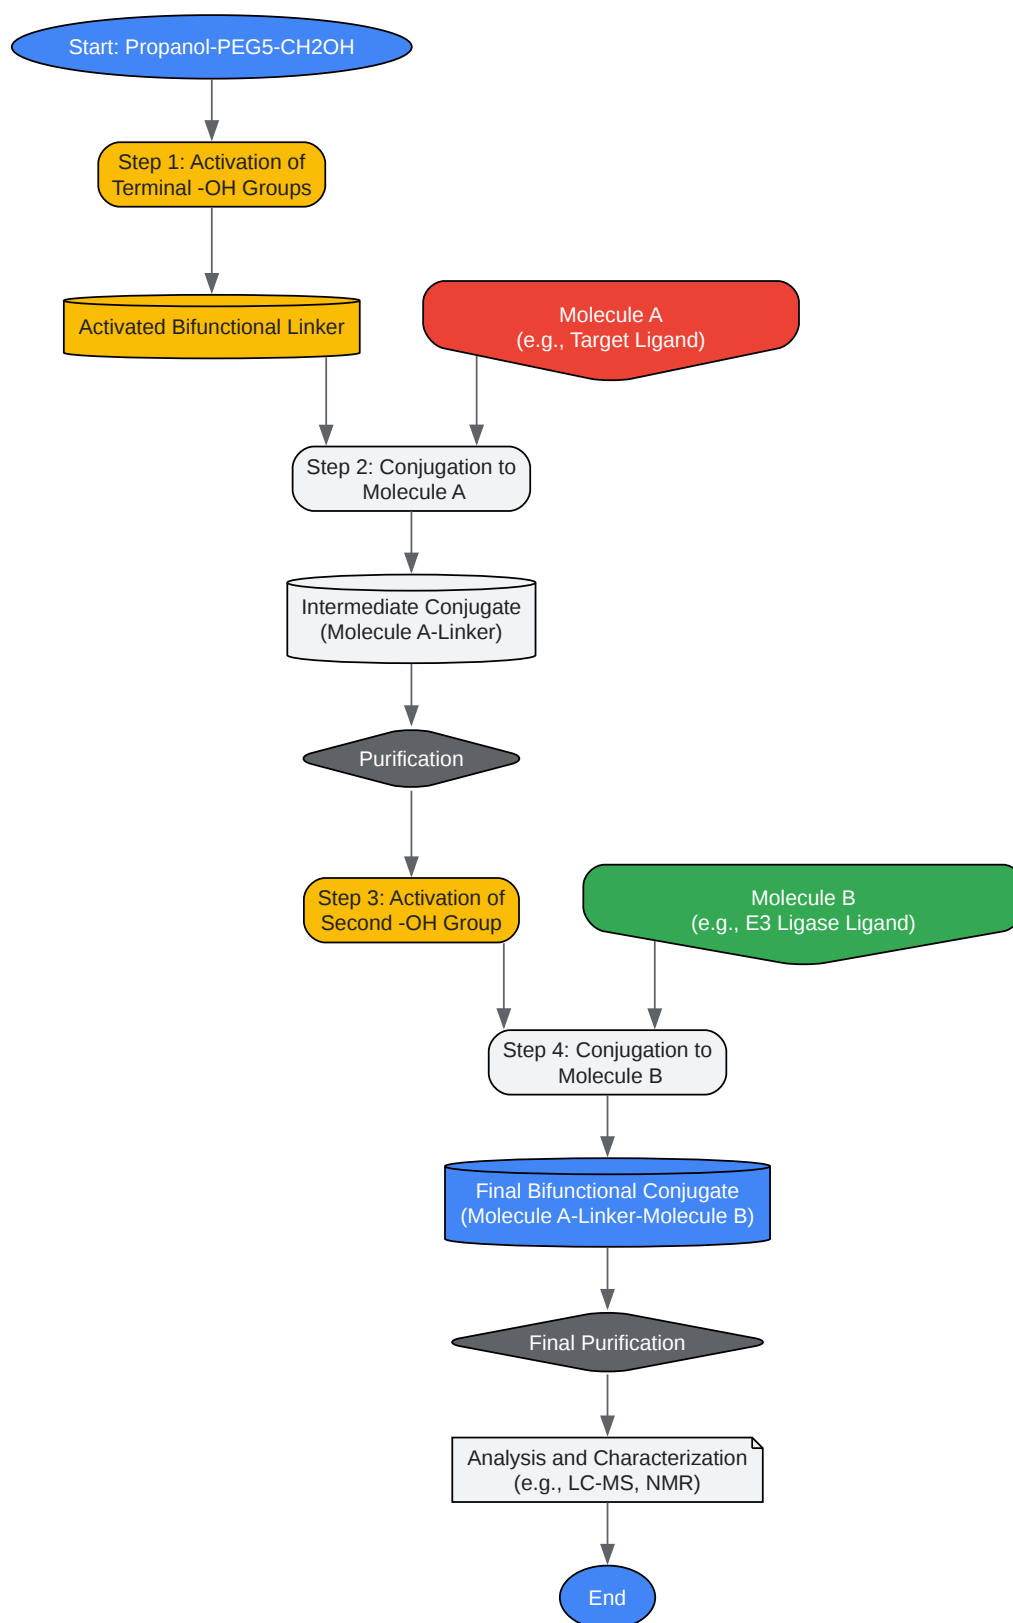 Start: Propanol-PEG5-CH2OH
Step 1: Activation of
Terminal -OH Groups
Activated Bifunctional Linker
Molecule A
(e.g., Target Ligand)
Step 2: Conjugation to
Molecule A
Intermediate Conjugate
(Molecule A-Linker)
Purification
Step 3: Activation of
Second -OH Group
Molecule B
(e.g., E3 Ligase Ligand)
Step 4: Conjugation to
Molecule B
Final Bifunctional Conjugate
(Molecule A-Linker-Molecule B)
Final Purification
Analysis and Characterization
(e.g., LC-MS, NMR)
End